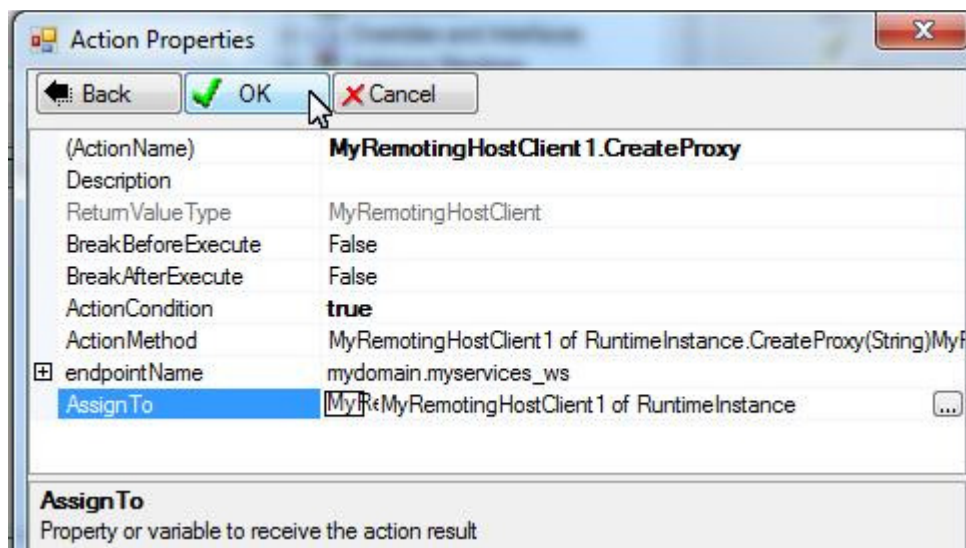 Action Properties
Back OK Cancel
(ActionName) MyRemotingHostClient1.CreateProxy
Description
ReturnValueType MyRemotingHostClient
BreakBeforeExecute False
BreakAfterExecute False
ActionCondition true
ActionMethod MyRemotingHostClient1 of RuntimeInstance.CreateProxy(String)MyR
endpointName mydomain.myservices_ws
AssignTo MyReMyRemotingHostClient1 of RuntimeInstance ...
AssignTo
Property or variable to receive the action result